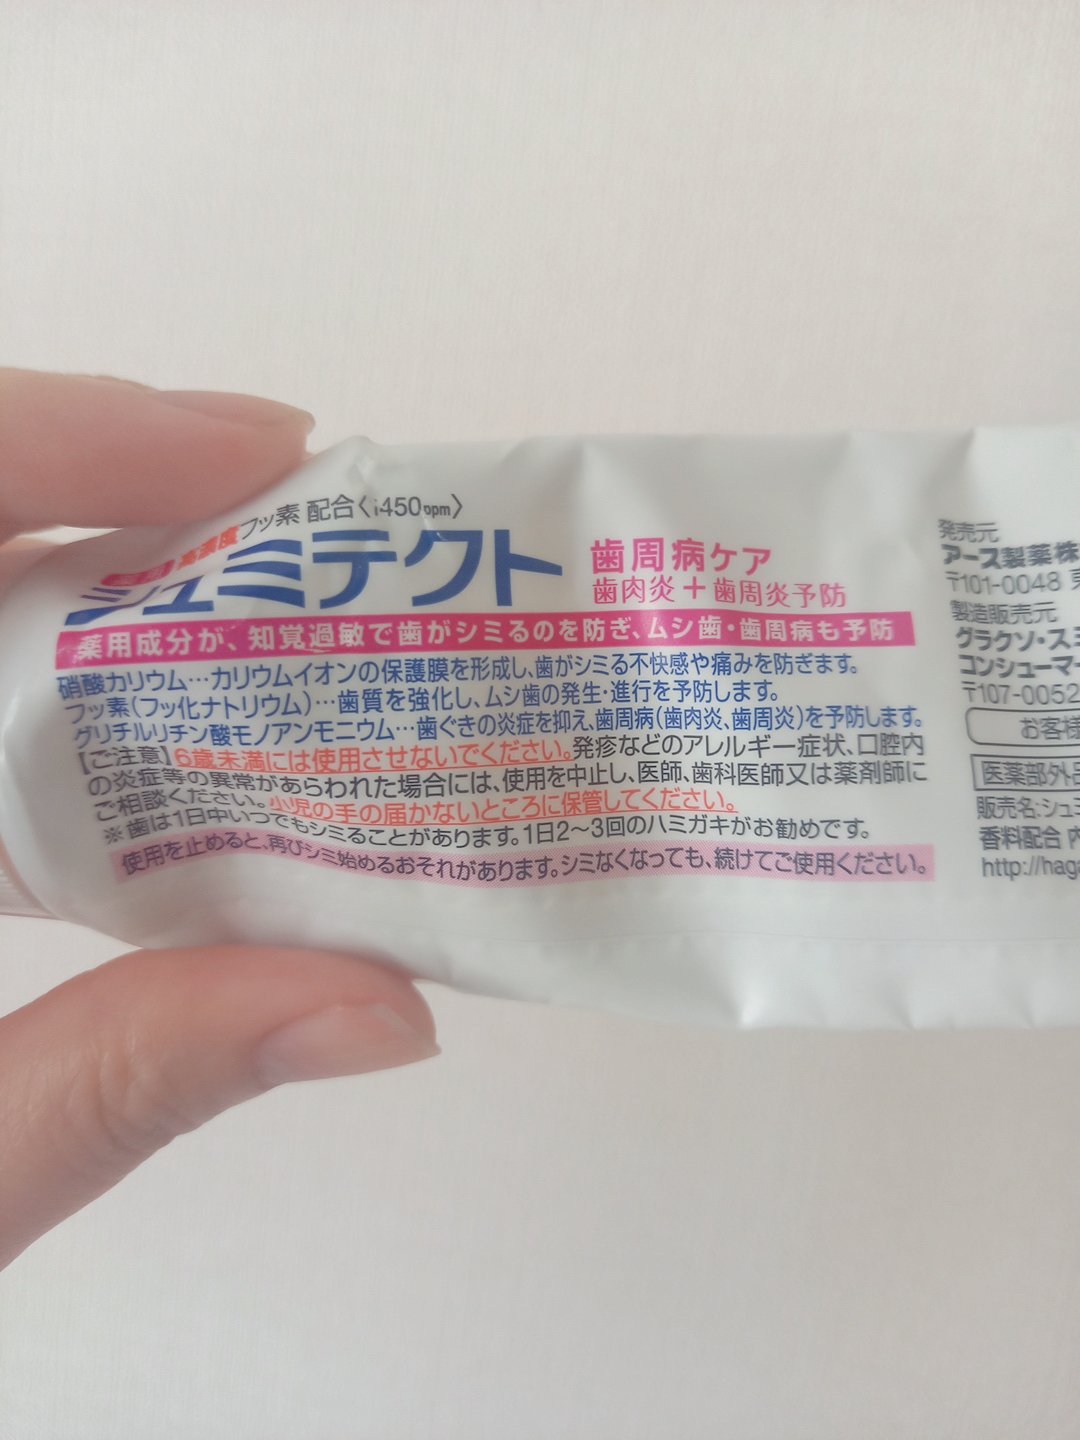 薬用 高濃度フッ素 配合〈1450ppm〉
シュミテクト
歯周病ケア
歯肉炎＋歯周炎予防
薬用成分が、知覚過敏で歯がシミるのを防ぎ、ムシ歯・歯周病も予防
硝酸カリウム…カリウムイオンの保護膜を形成し、歯がシミる不快感や痛みを防ぎます。
フッ素(フッ化ナトリウム)…歯質を強化し、ムシ歯の発生・進行を予防します。
グリチルリチン酸モノアンモニウム…歯ぐきの炎症を抑え、歯周病(歯肉炎、歯周炎)を予防します。
【ご注意】6歳未満には使用させないでください。発疹などのアレルギー症状、口腔内
の炎症等の異常があらわれた場合には、使用を中止し、医師、歯科医師又は薬剤師に
ご相談ください。小児の手の届かないところに保管してください。
※歯は1日中いつでもシミることがあります。1日2〜3回のハミガキがお勧めです。
使用を止めると、再びシミ始めるおそれがあります。シミなくなっても、続けてご使用ください。
発売元
アース製薬株
〒101-0048
製造販売元
グラクソ・スミ
コンシューマー
〒107-0052
お客様
医薬部外品
販売名:シュミ
香料配合 内
http://haga